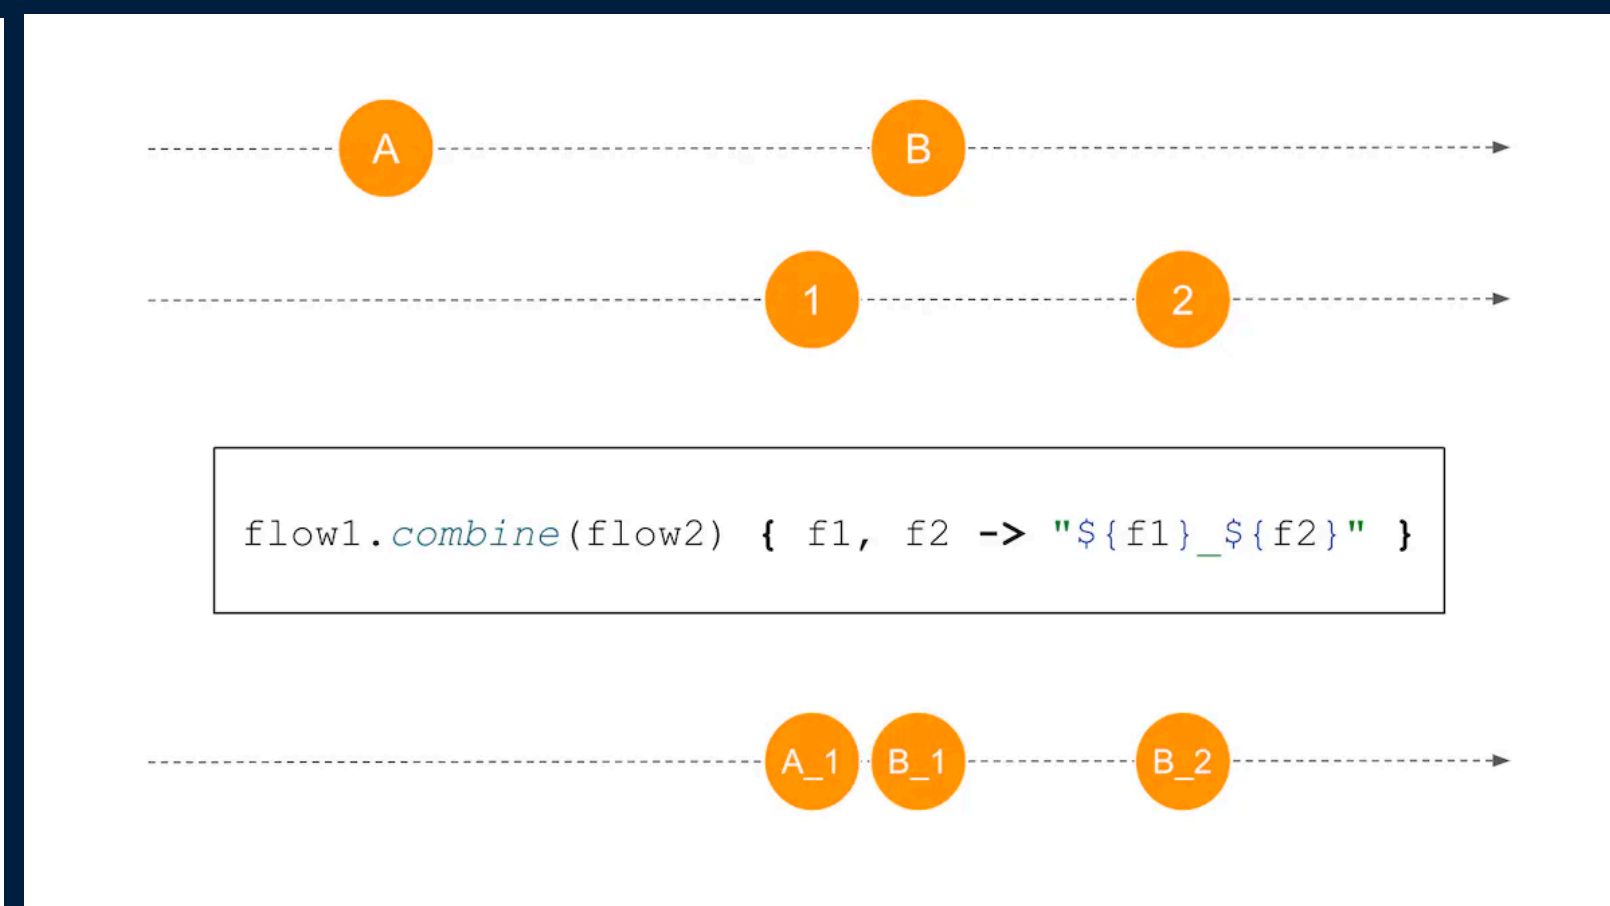 A B
1 2
flow1.combine(flow2) { f1, f2 -> "${f1}_${f2}" }
A_1 B_1 B_2